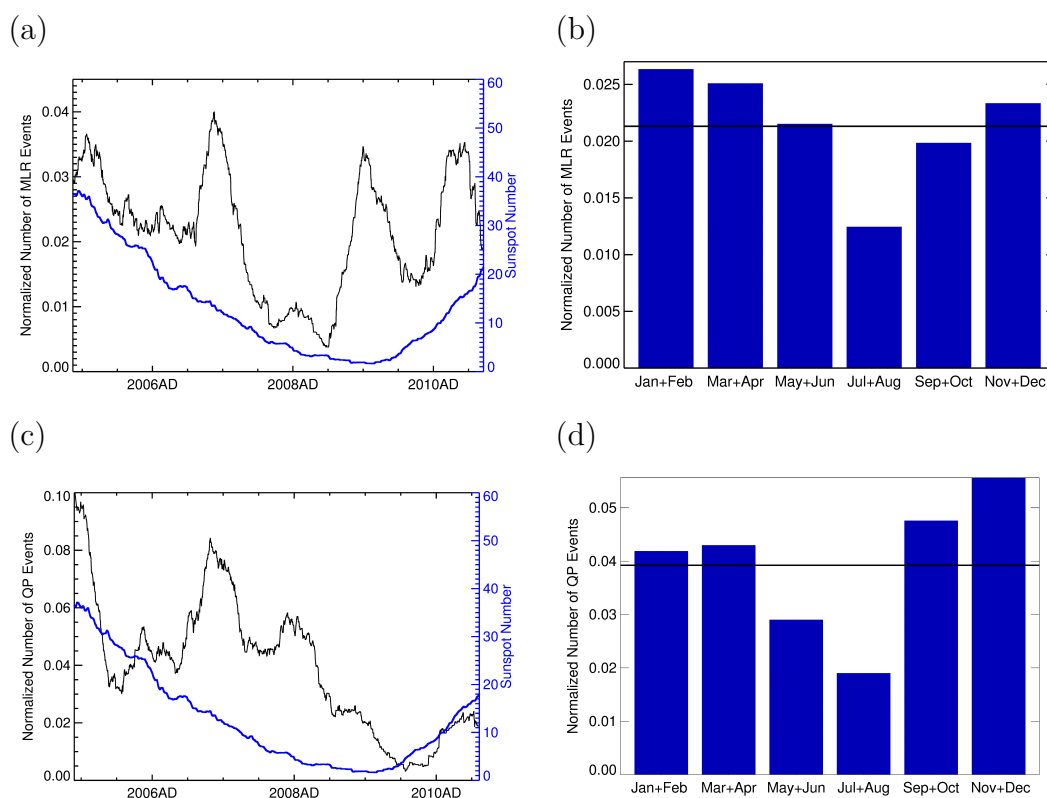 (a)
Normalized Number of MLR Events
0.04
0.03
0.02
0.01
0.00
2006AD 2008AD 2010AD
60
50
40
30
20
10
0
Sunspot Number
(b)
Normalized Number of MLR Events
0.025
0.020
0.015
0.010
0.005
0.000
Jan+Feb Mar+Apr May+Jun Jul+Aug Sep+Oct Nov+Dec
(c)
Normalized Number of QP Events
0.10
0.08
0.06
0.04
0.02
0.00
2006AD 2008AD 2010AD
60
50
40
30
20
10
0
Sunspot Number
(d)
Normalized Number of QP Events
0.05
0.04
0.03
0.02
0.01
0.00
Jan+Feb Mar+Apr May+Jun Jul+Aug Sep+Oct Nov+Dec